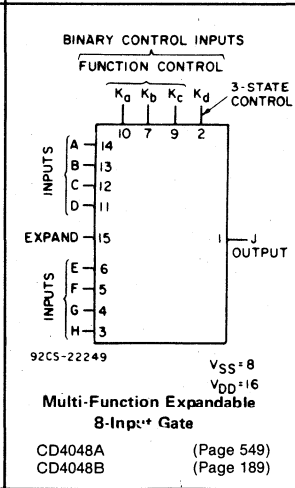 BINARY CONTROL INPUTS
FUNCTION CONTROL
Ka Kb Kc Kd
3-STATE
CONTROL
10 7 9 2
INPUTS
A 14
B 13
C 12
D 11
EXPAND 15
1 J
OUTPUT
INPUTS
E 6
F 5
G 4
H 3
92CS-22249
VSS=8
VDD=16
Multi-Function Expandable
8-Input Gate
CD4048A (Page 549)
CD4048B (Page 189)